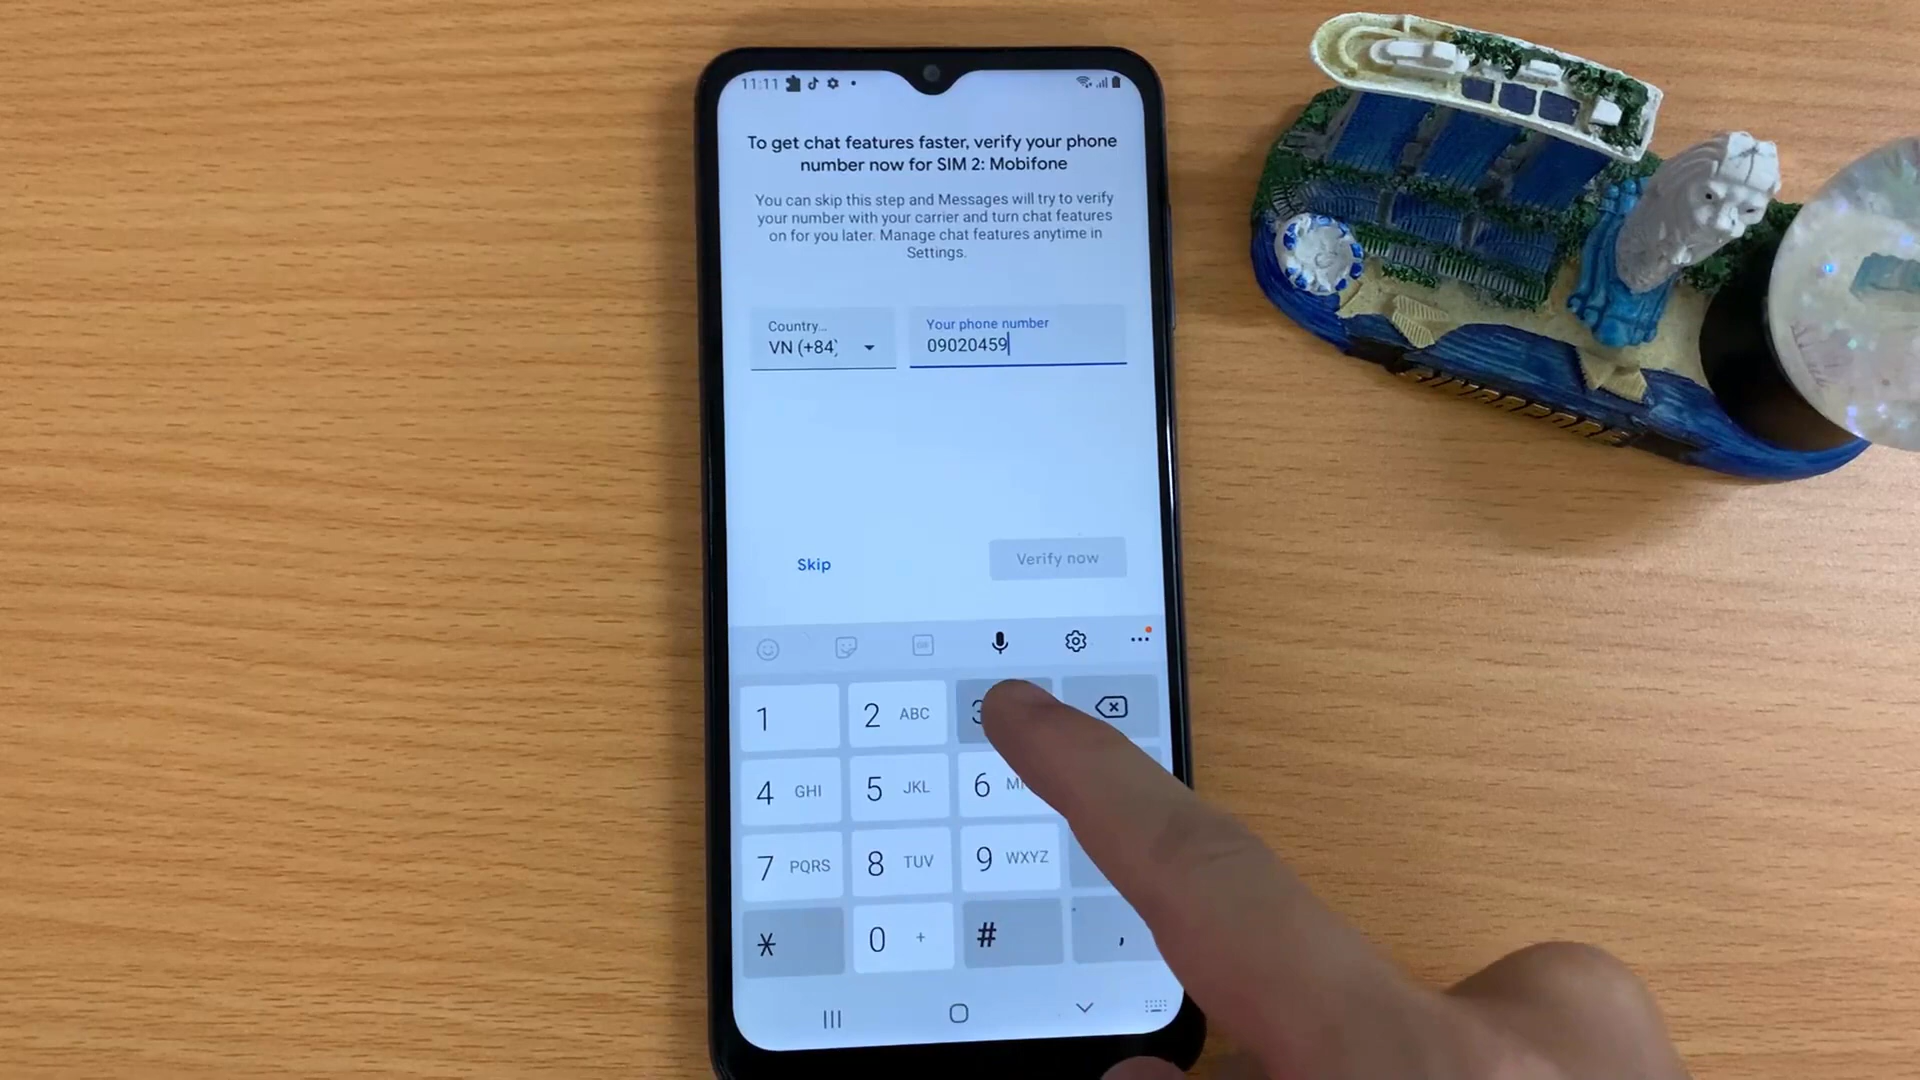 11:11
To get chat features faster, verify your phone
number now for SIM 2: Mobifone
You can skip this step and Messages will try to verify
your number with your carrier and turn chat features
on for you later. Manage chat features anytime in
Settings.
Country...
VN (+84)
Your phone number
09020459
Skip
Verify now
GIF
1
2 ABC
3
4 GHI
5 JKL
6
7 PQRS
8 TUV
9 WXYZ
*
0 +
#
,
SINGAPORE